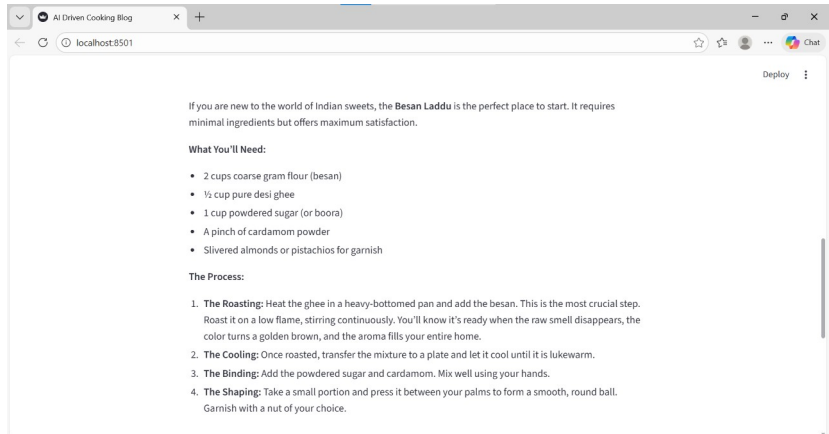 AI Driven Cooking Blog
localhost:8501
Chat
Deploy
If you are new to the world of Indian sweets, the Besan Laddu is the perfect place to start. It requires
minimal ingredients but offers maximum satisfaction.
What You'll Need:
• 2 cups coarse gram flour (besan)
• ½ cup pure desi ghee
• 1 cup powdered sugar (or boora)
• A pinch of cardamom powder
• Slivered almonds or pistachios for garnish
The Process:
1. The Roasting: Heat the ghee in a heavy-bottomed pan and add the besan. This is the most crucial step.
Roast it on a low flame, stirring continuously. You'll know it's ready when the raw smell disappears, the
color turns a golden brown, and the aroma fills your entire home.
2. The Cooling: Once roasted, transfer the mixture to a plate and let it cool until it is lukewarm.
3. The Binding: Add the powdered sugar and cardamom. Mix well using your hands.
4. The Shaping: Take a small portion and press it between your palms to form a smooth, round ball.
Garnish with a nut of your choice.